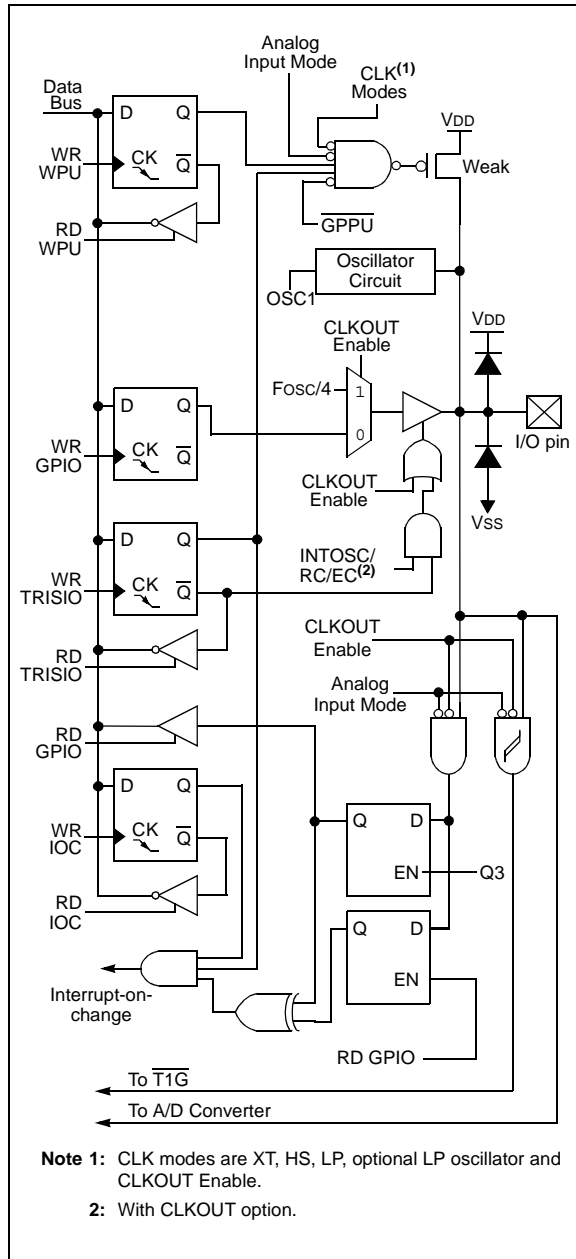 Analog
Input Mode
CLK(1)
Modes
Data
Bus
D Q
VDD
WR
WPU
CK
Q
Weak
RD
WPU
GPPU
Oscillator
Circuit
OSC1
CLKOUT
Enable
VDD
FOSC/4
1
D Q
0
I/O pin
WR
GPIO
CK
Q
CLKOUT
Enable
VSS
D Q
INTOSC/
RC/EC(2)
WR
TRISIO
CK
Q
CLKOUT
Enable
RD
TRISIO
Analog
Input Mode
RD
GPIO
D Q
WR
IOC
CK
Q
Q D
EN
Q3
RD
IOC
Q D
EN
Interrupt-on-
change
RD GPIO
To T1G
To A/D Converter
Note 1: CLK modes are XT, HS, LP, optional LP oscillator and
CLKOUT Enable.
2: With CLKOUT option.